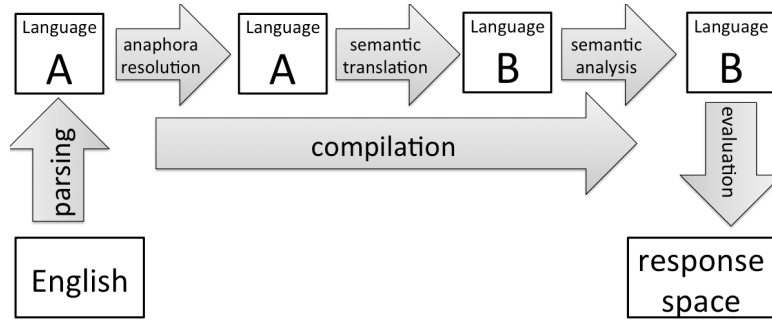 Language
A
anaphora
resolution
Language
A
semantic
translation
Language
B
semantic
analysis
Language
B
compilation
parsing
evaluation
English
response
space